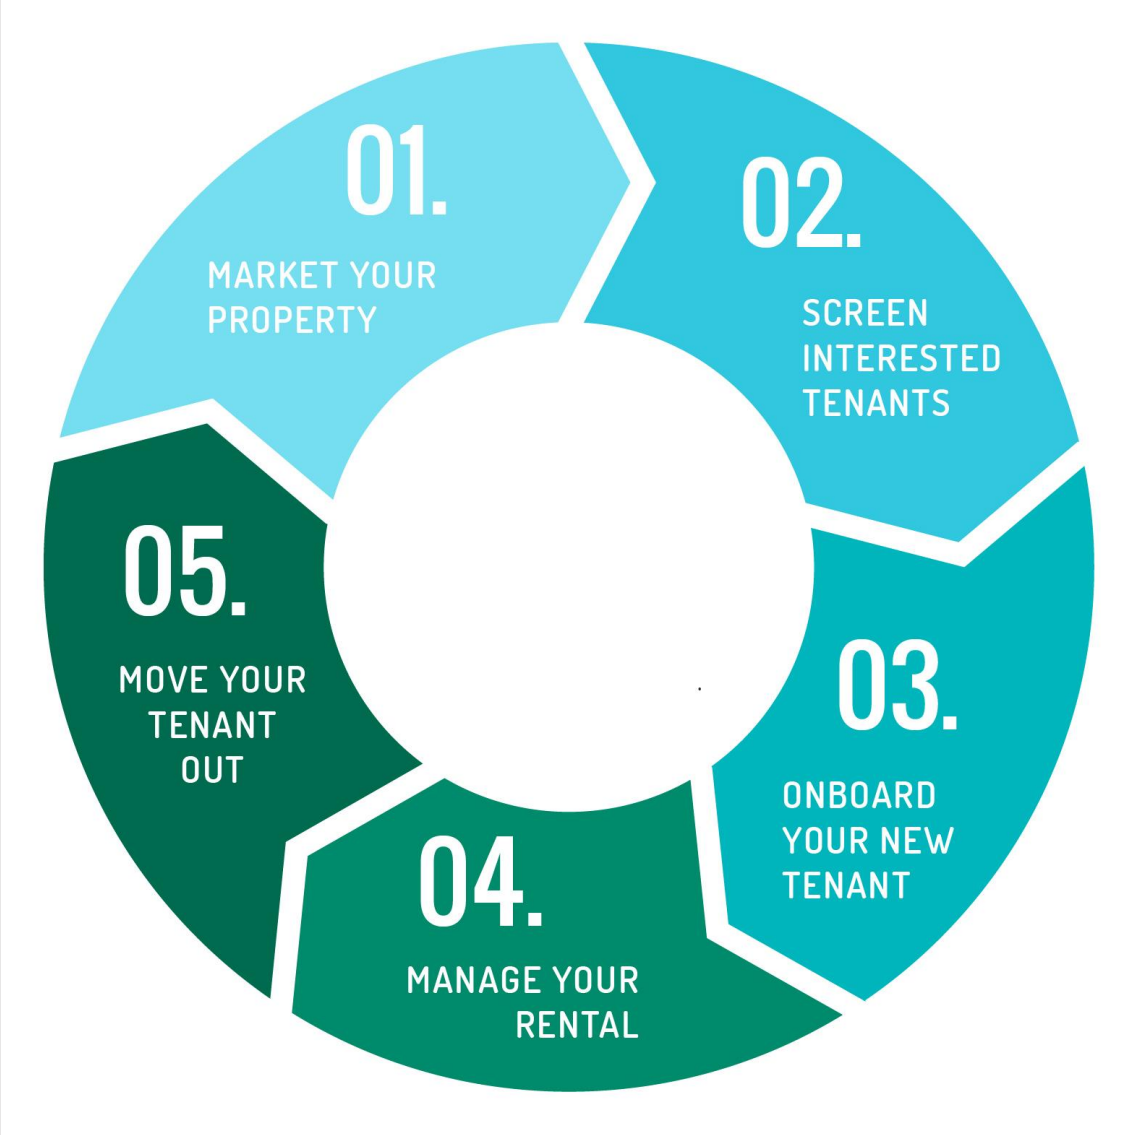 01.
MARKET YOUR
PROPERTY
02.
SCREEN
INTERESTED
TENANTS
03.
ONBOARD
YOUR NEW
TENANT
04.
MANAGE YOUR
RENTAL
05.
MOVE YOUR
TENANT
OUT